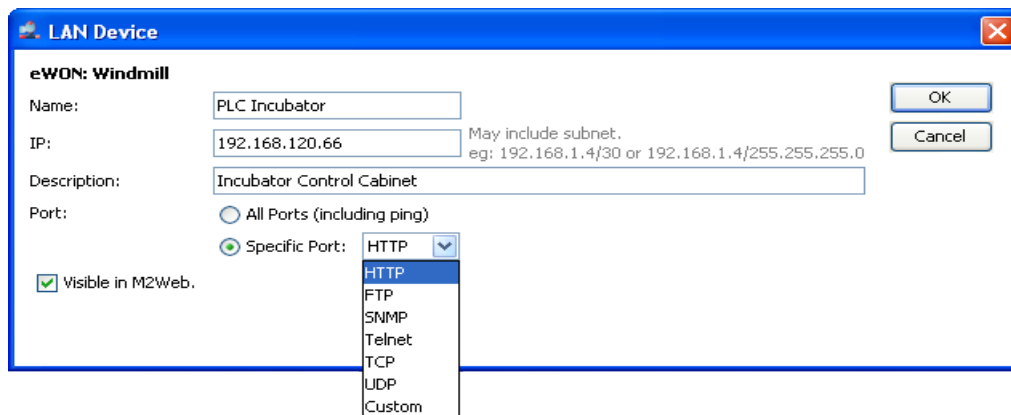 LAN Device
eWON: Windmill
Name: PLC Incubator
OK
IP: 192.168.120.66
May include subnet.
eg: 192.168.1.4/30 or 192.168.1.4/255.255.255.0
Cancel
Description: Incubator Control Cabinet
Port: All Ports (including ping)
Specific Port: HTTP
Visible in M2Web.
HTTP
FTP
SNMP
Telnet
TCP
UDP
Custom